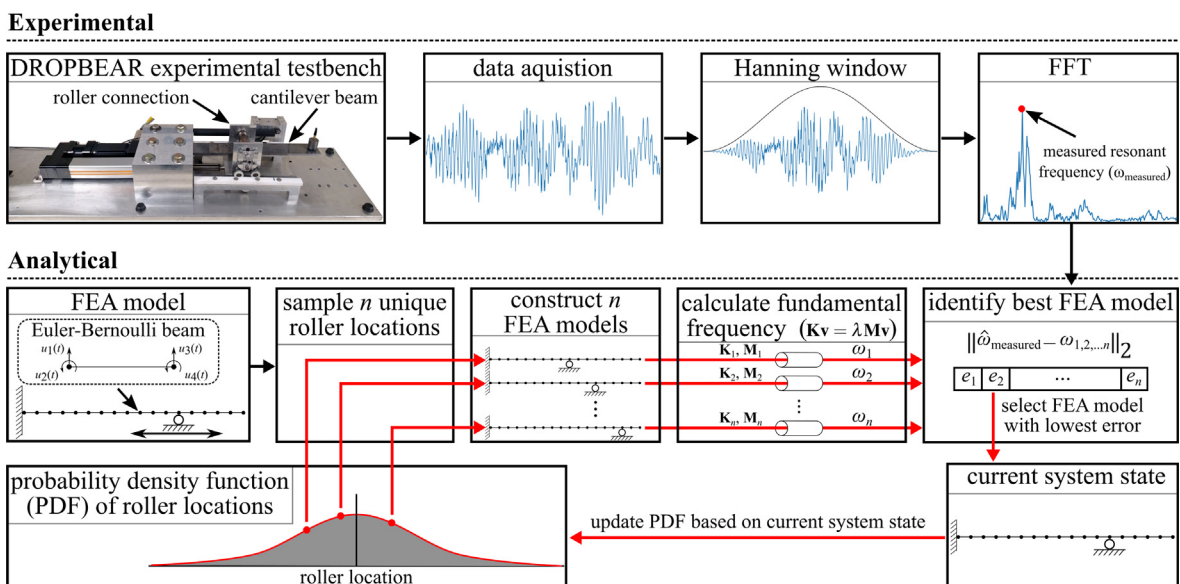 Experimental
DROPBEAR experimental testbench
roller connection
cantilever beam
data aquistion
Hanning window
FFT
measured resonant
frequency (ω_measured)
Analytical
FEA model
Euler-Bernoulli beam
u₁(t)
u₃(t)
u₂(t)
u₄(t)
sample n unique
roller locations
construct n
FEA models
calculate fundamental
frequency (Kv = λMv)
K₁, M₁
ω₁
K₂, M₂
ω₂
Kₙ, Mₙ
ωₙ
identify best FEA model
‖ω̂_measured − ω₁,₂,...ₙ‖₂
e₁ e₂ ... eₙ
select FEA model
with lowest error
probability density function
(PDF) of roller locations
roller location
update PDF based on current system state
current system state